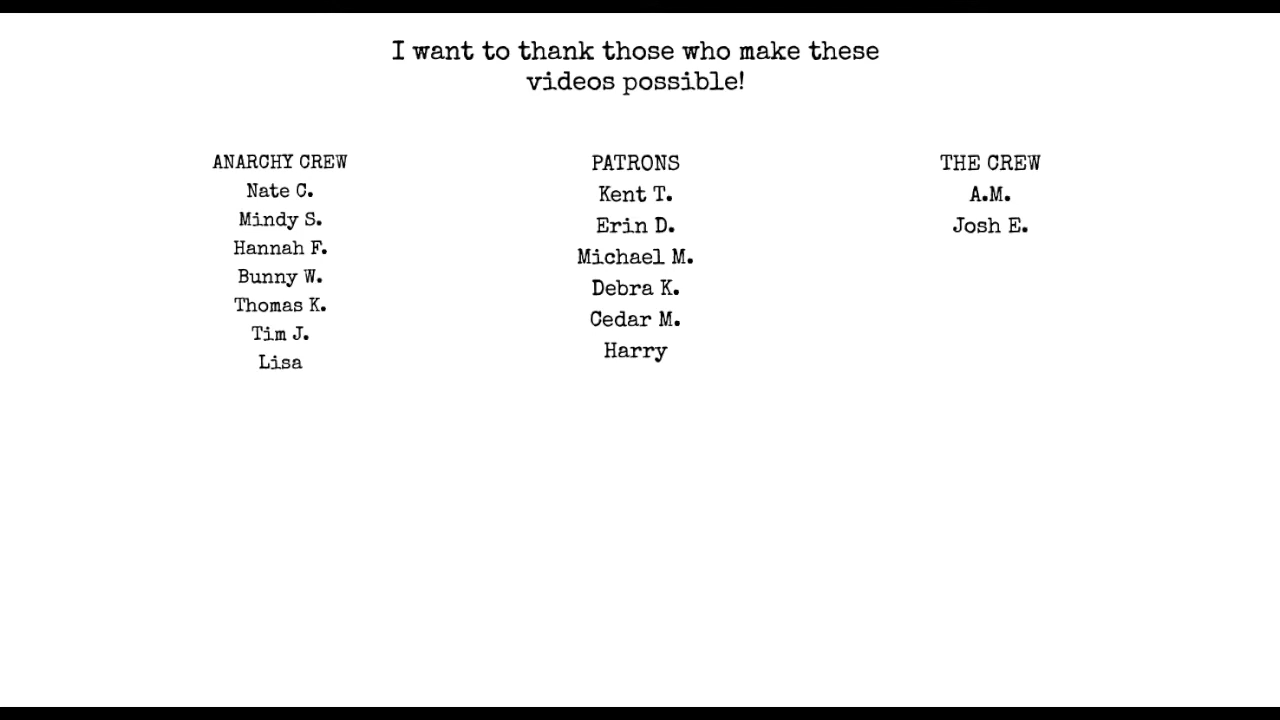 I want to thank those who make these
videos possible!
ANARCHY CREW
Nate C.
Mindy S.
Hannah F.
Bunny W.
Thomas K.
Tim J.
Lisa
PATRONS
Kent T.
Erin D.
Michael M.
Debra K.
Cedar M.
Harry
THE CREW
A.M.
Josh E.